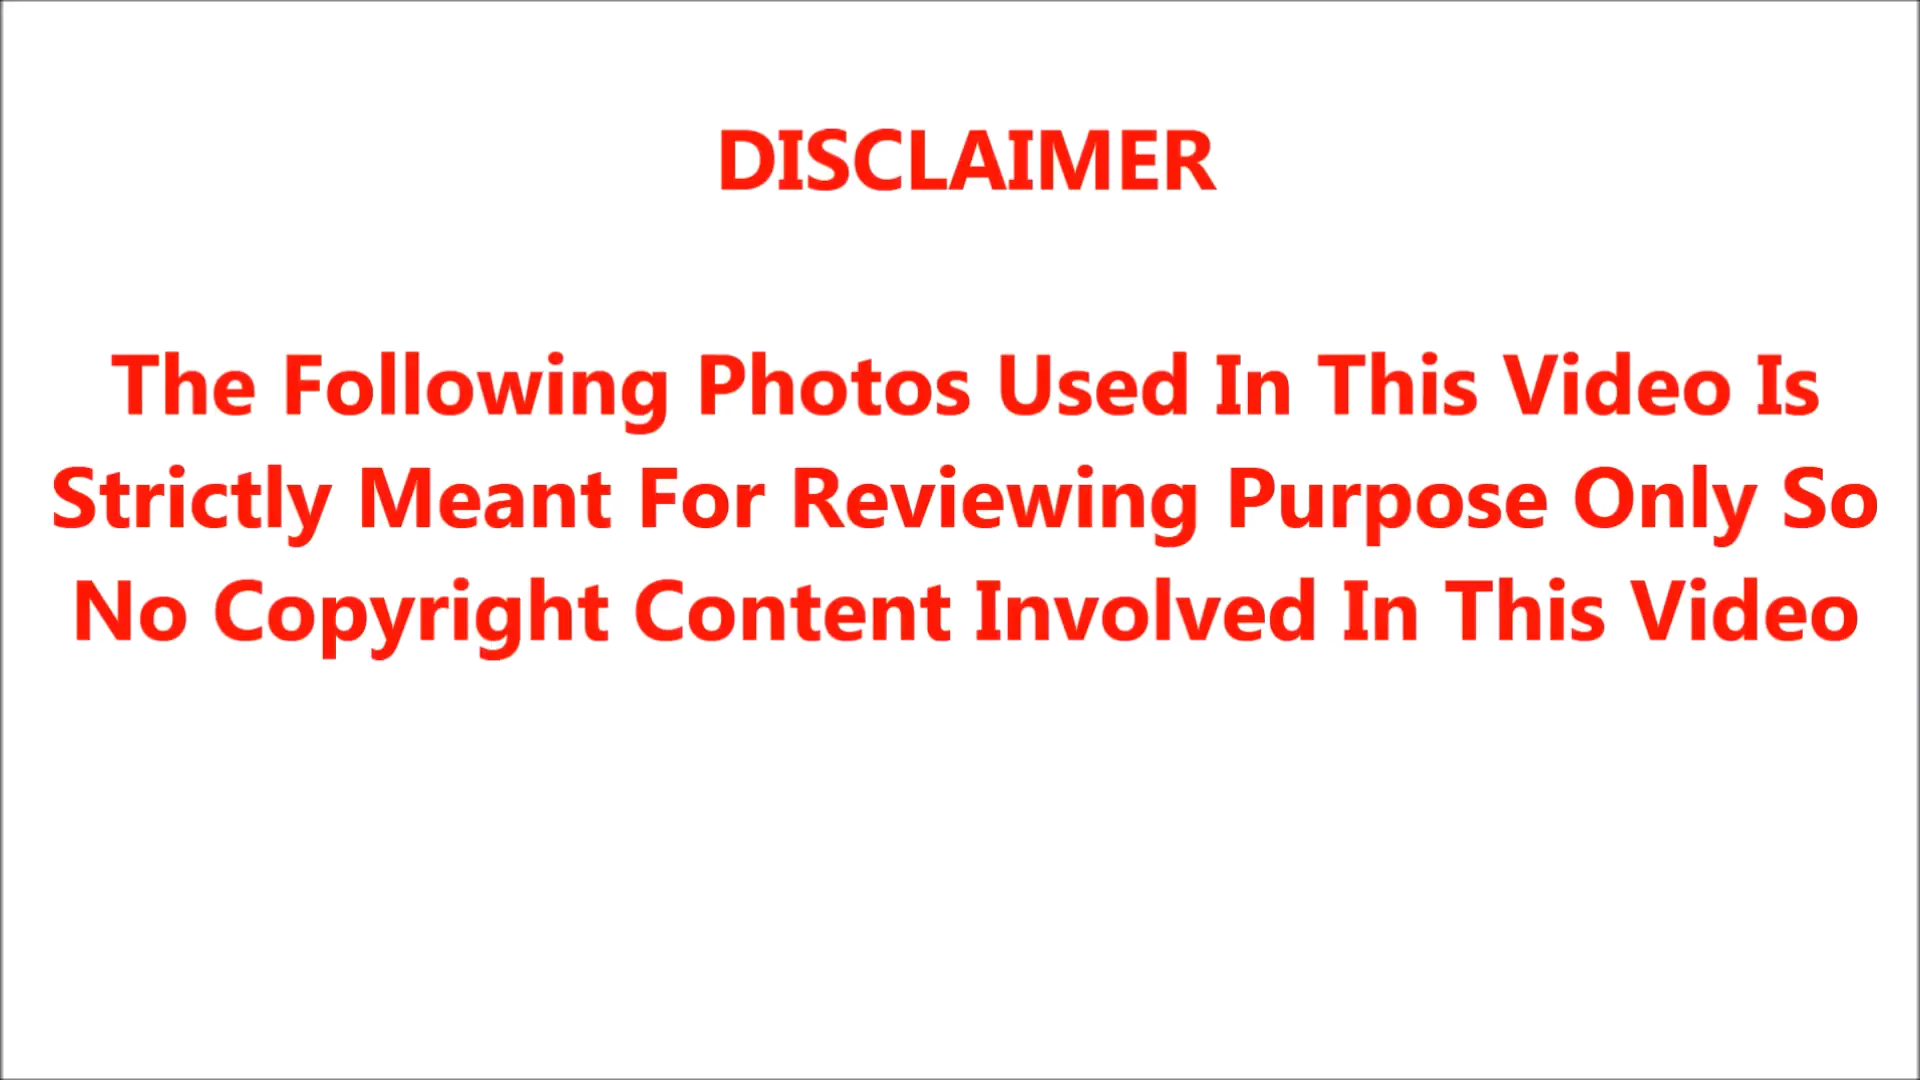 DISCLAIMER
The Following Photos Used In This Video Is
Strictly Meant For Reviewing Purpose Only So
No Copyright Content Involved In This Video